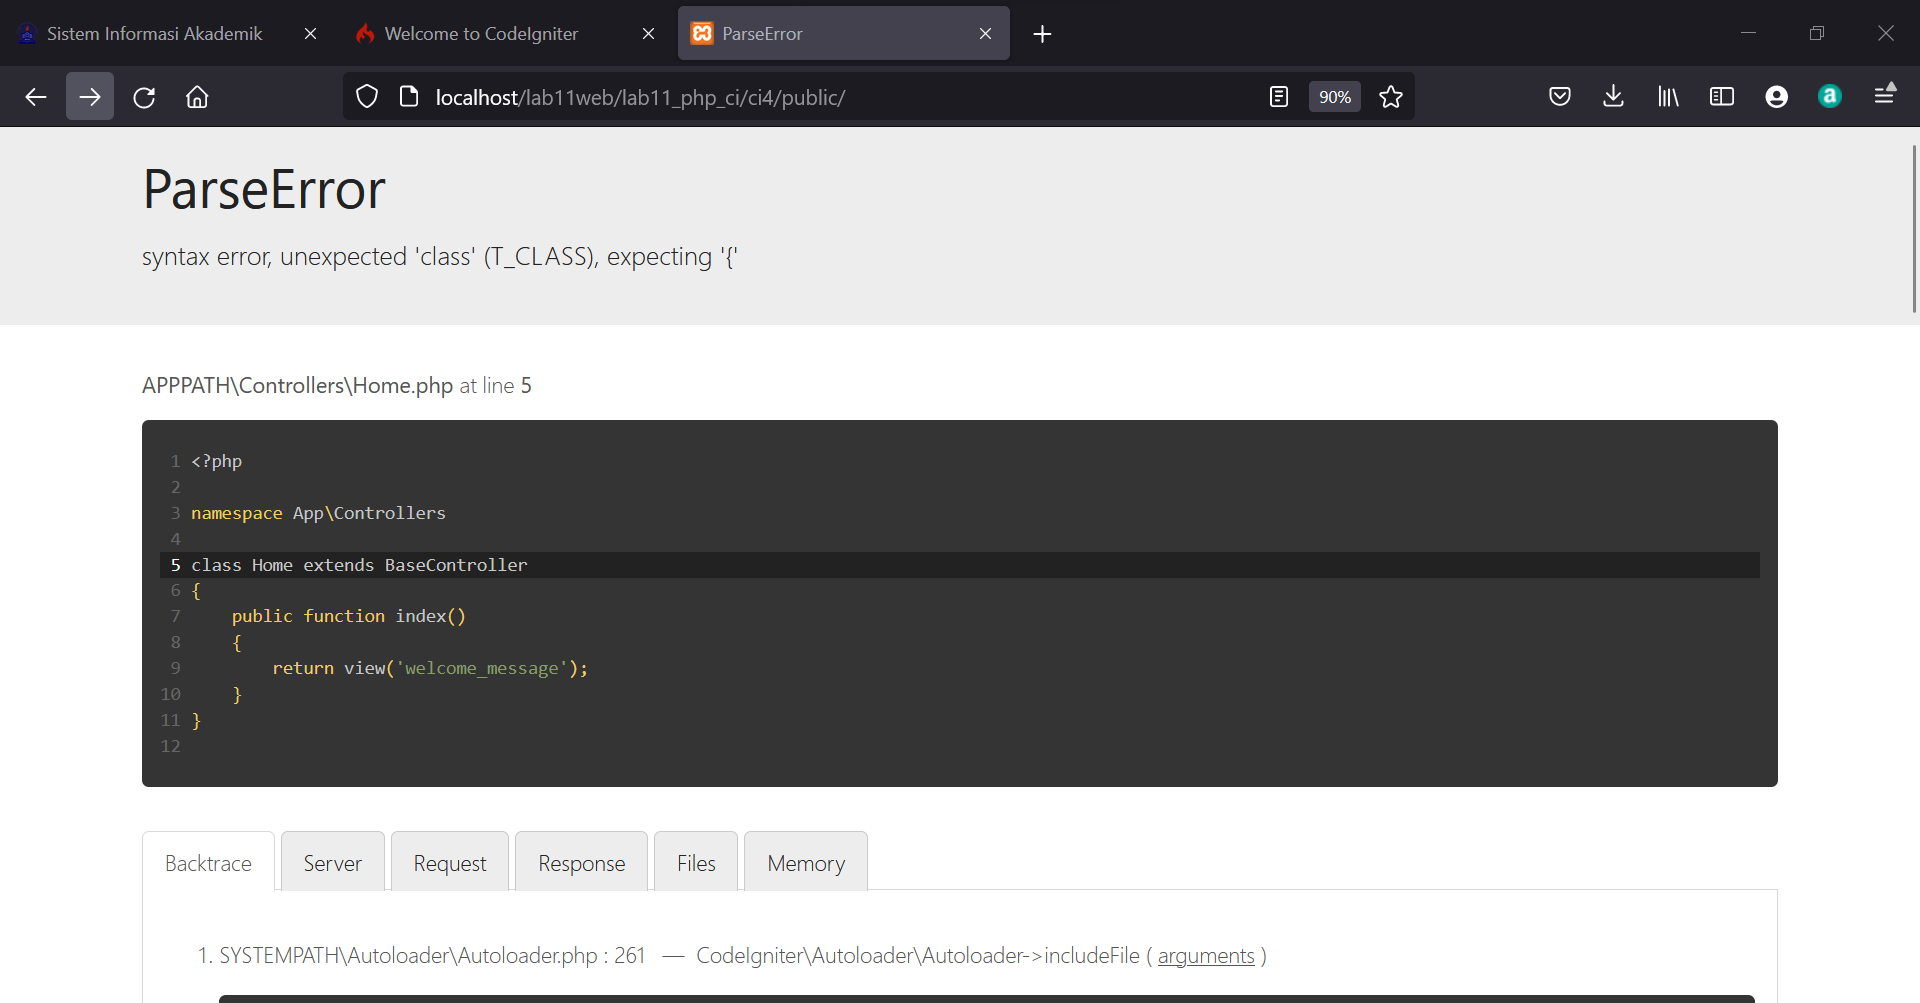 Sistem Informasi Akademik
Welcome to CodeIgniter
ParseError
localhost/lab11web/lab11_php_ci/ci4/public/
90%
a
ParseError
syntax error, unexpected 'class' (T_CLASS), expecting '{'
APPPATH\Controllers\Home.php at line 5
1 <?php
2
3 namespace App\Controllers
4
5 class Home extends BaseController
6 {
7 public function index()
8 {
9 return view('welcome_message');
10 }
11 }
12
Backtrace Server Request Response Files Memory
1. SYSTEMPATH\Autoloader\Autoloader.php : 261 — CodeIgniter\Autoloader\Autoloader->includeFile ( arguments )